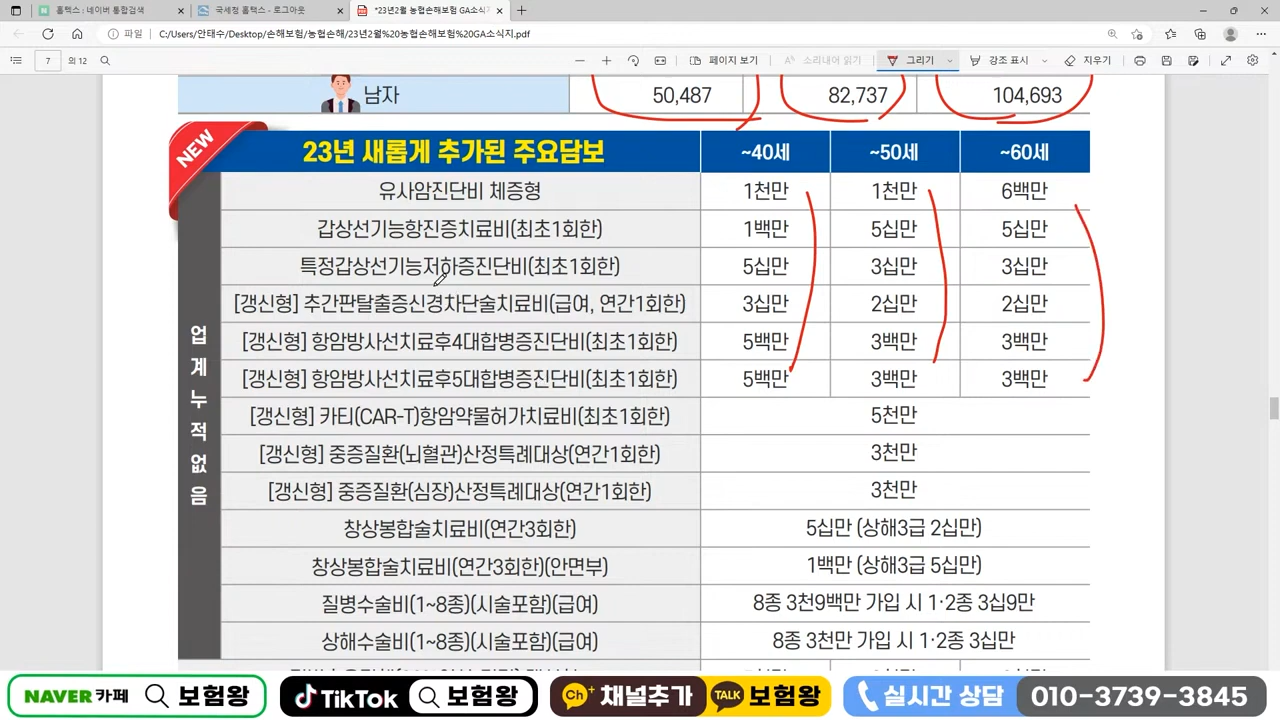 홈택스 : 네이버 통합검색
국세청 홈택스 - 로그아웃
*23년2월 농협손해보험 GA소식지.pdf
파일 C:/Users/안태수/Desktop/손해보험/농협손해/23년2월%20농협손해보험%20GA소식지.pdf
7 의 12 페이지 보기 소리내어 읽기 그리기 강조 표시 지우기
남자 50,487 82,737 104,693
NEW
23년 새롭게 추가된 주요담보 ~40세 ~50세 ~60세
업계누적없음
유사암진단비 체증형 1천만 1천만 6백만
갑상선기능항진증치료비(최초1회한) 1백만 5십만 5십만
특정갑상선기능저하증진단비(최초1회한) 5십만 3십만 3십만
[갱신형] 추간판탈출증신경차단술치료비(급여, 연간1회한) 3십만 2십만 2십만
[갱신형] 항암방사선치료후4대합병증진단비(최초1회한) 5백만 3백만 3백만
[갱신형] 항암방사선치료후5대합병증진단비(최초1회한) 5백만 3백만 3백만
[갱신형] 카티(CAR-T)항암약물허가치료비(최초1회한) 5천만
[갱신형] 중증질환(뇌혈관)산정특례대상(연간1회한) 3천만
[갱신형] 중증질환(심장)산정특례대상(연간1회한) 3천만
창상봉합술치료비(연간3회한) 5십만 (상해3급 2십만)
창상봉합술치료비(연간3회한)(안면부) 1백만 (상해3급 5십만)
질병수술비(1~8종)(시술포함)(급여) 8종 3천9백만 가입 시 1·2종 3십9만
상해수술비(1~8종)(시술포함)(급여) 8종 3천만 가입 시 1·2종 3십만
NAVER 카페 보험왕 TikTok 보험왕 Ch+ 채널추가 TALK 보험왕 실시간 상담 010-3739-3845